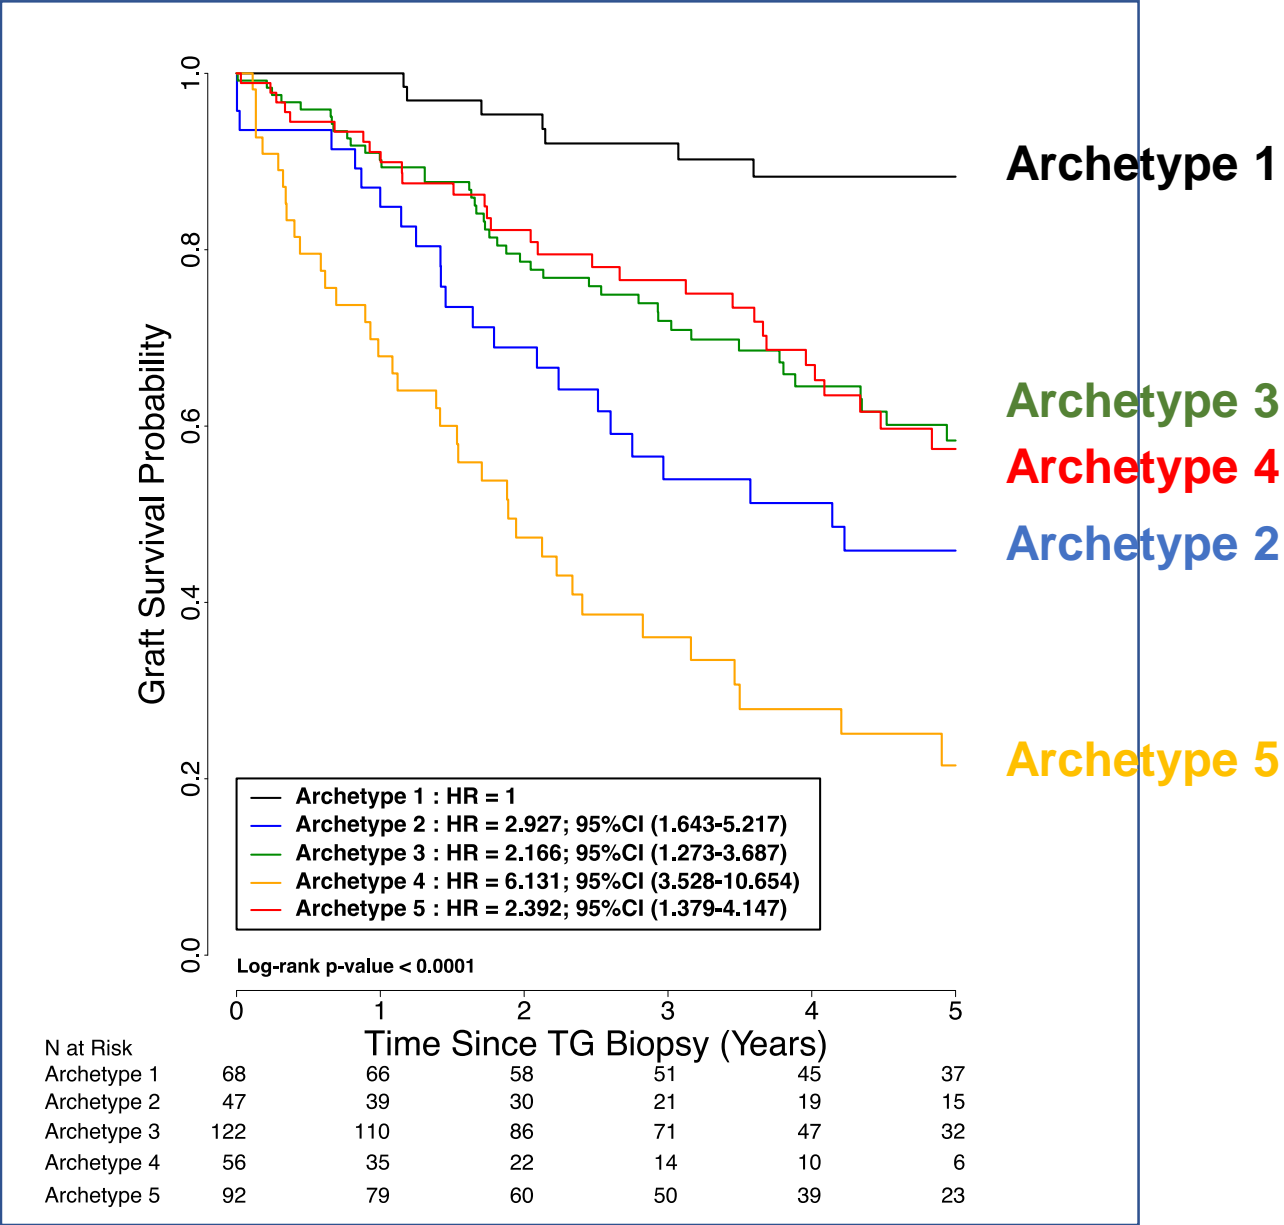 1.0
0.8
0.6
0.4
0.2
0.0
Graft Survival Probability
Archetype 1
Archetype 3
Archetype 4
Archetype 2
Archetype 5
Archetype 1 : HR = 1
Archetype 2 : HR = 2.927; 95%CI (1.643-5.217)
Archetype 3 : HR = 2.166; 95%CI (1.273-3.687)
Archetype 4 : HR = 6.131; 95%CI (3.528-10.654)
Archetype 5 : HR = 2.392; 95%CI (1.379-4.147)
Log-rank p-value < 0.0001
0 1 2 3 4 5
Time Since TG Biopsy (Years)
N at Risk
Archetype 1 68 66 58 51 45 37
Archetype 2 47 39 30 21 19 15
Archetype 3 122 110 86 71 47 32
Archetype 4 56 35 22 14 10 6
Archetype 5 92 79 60 50 39 23